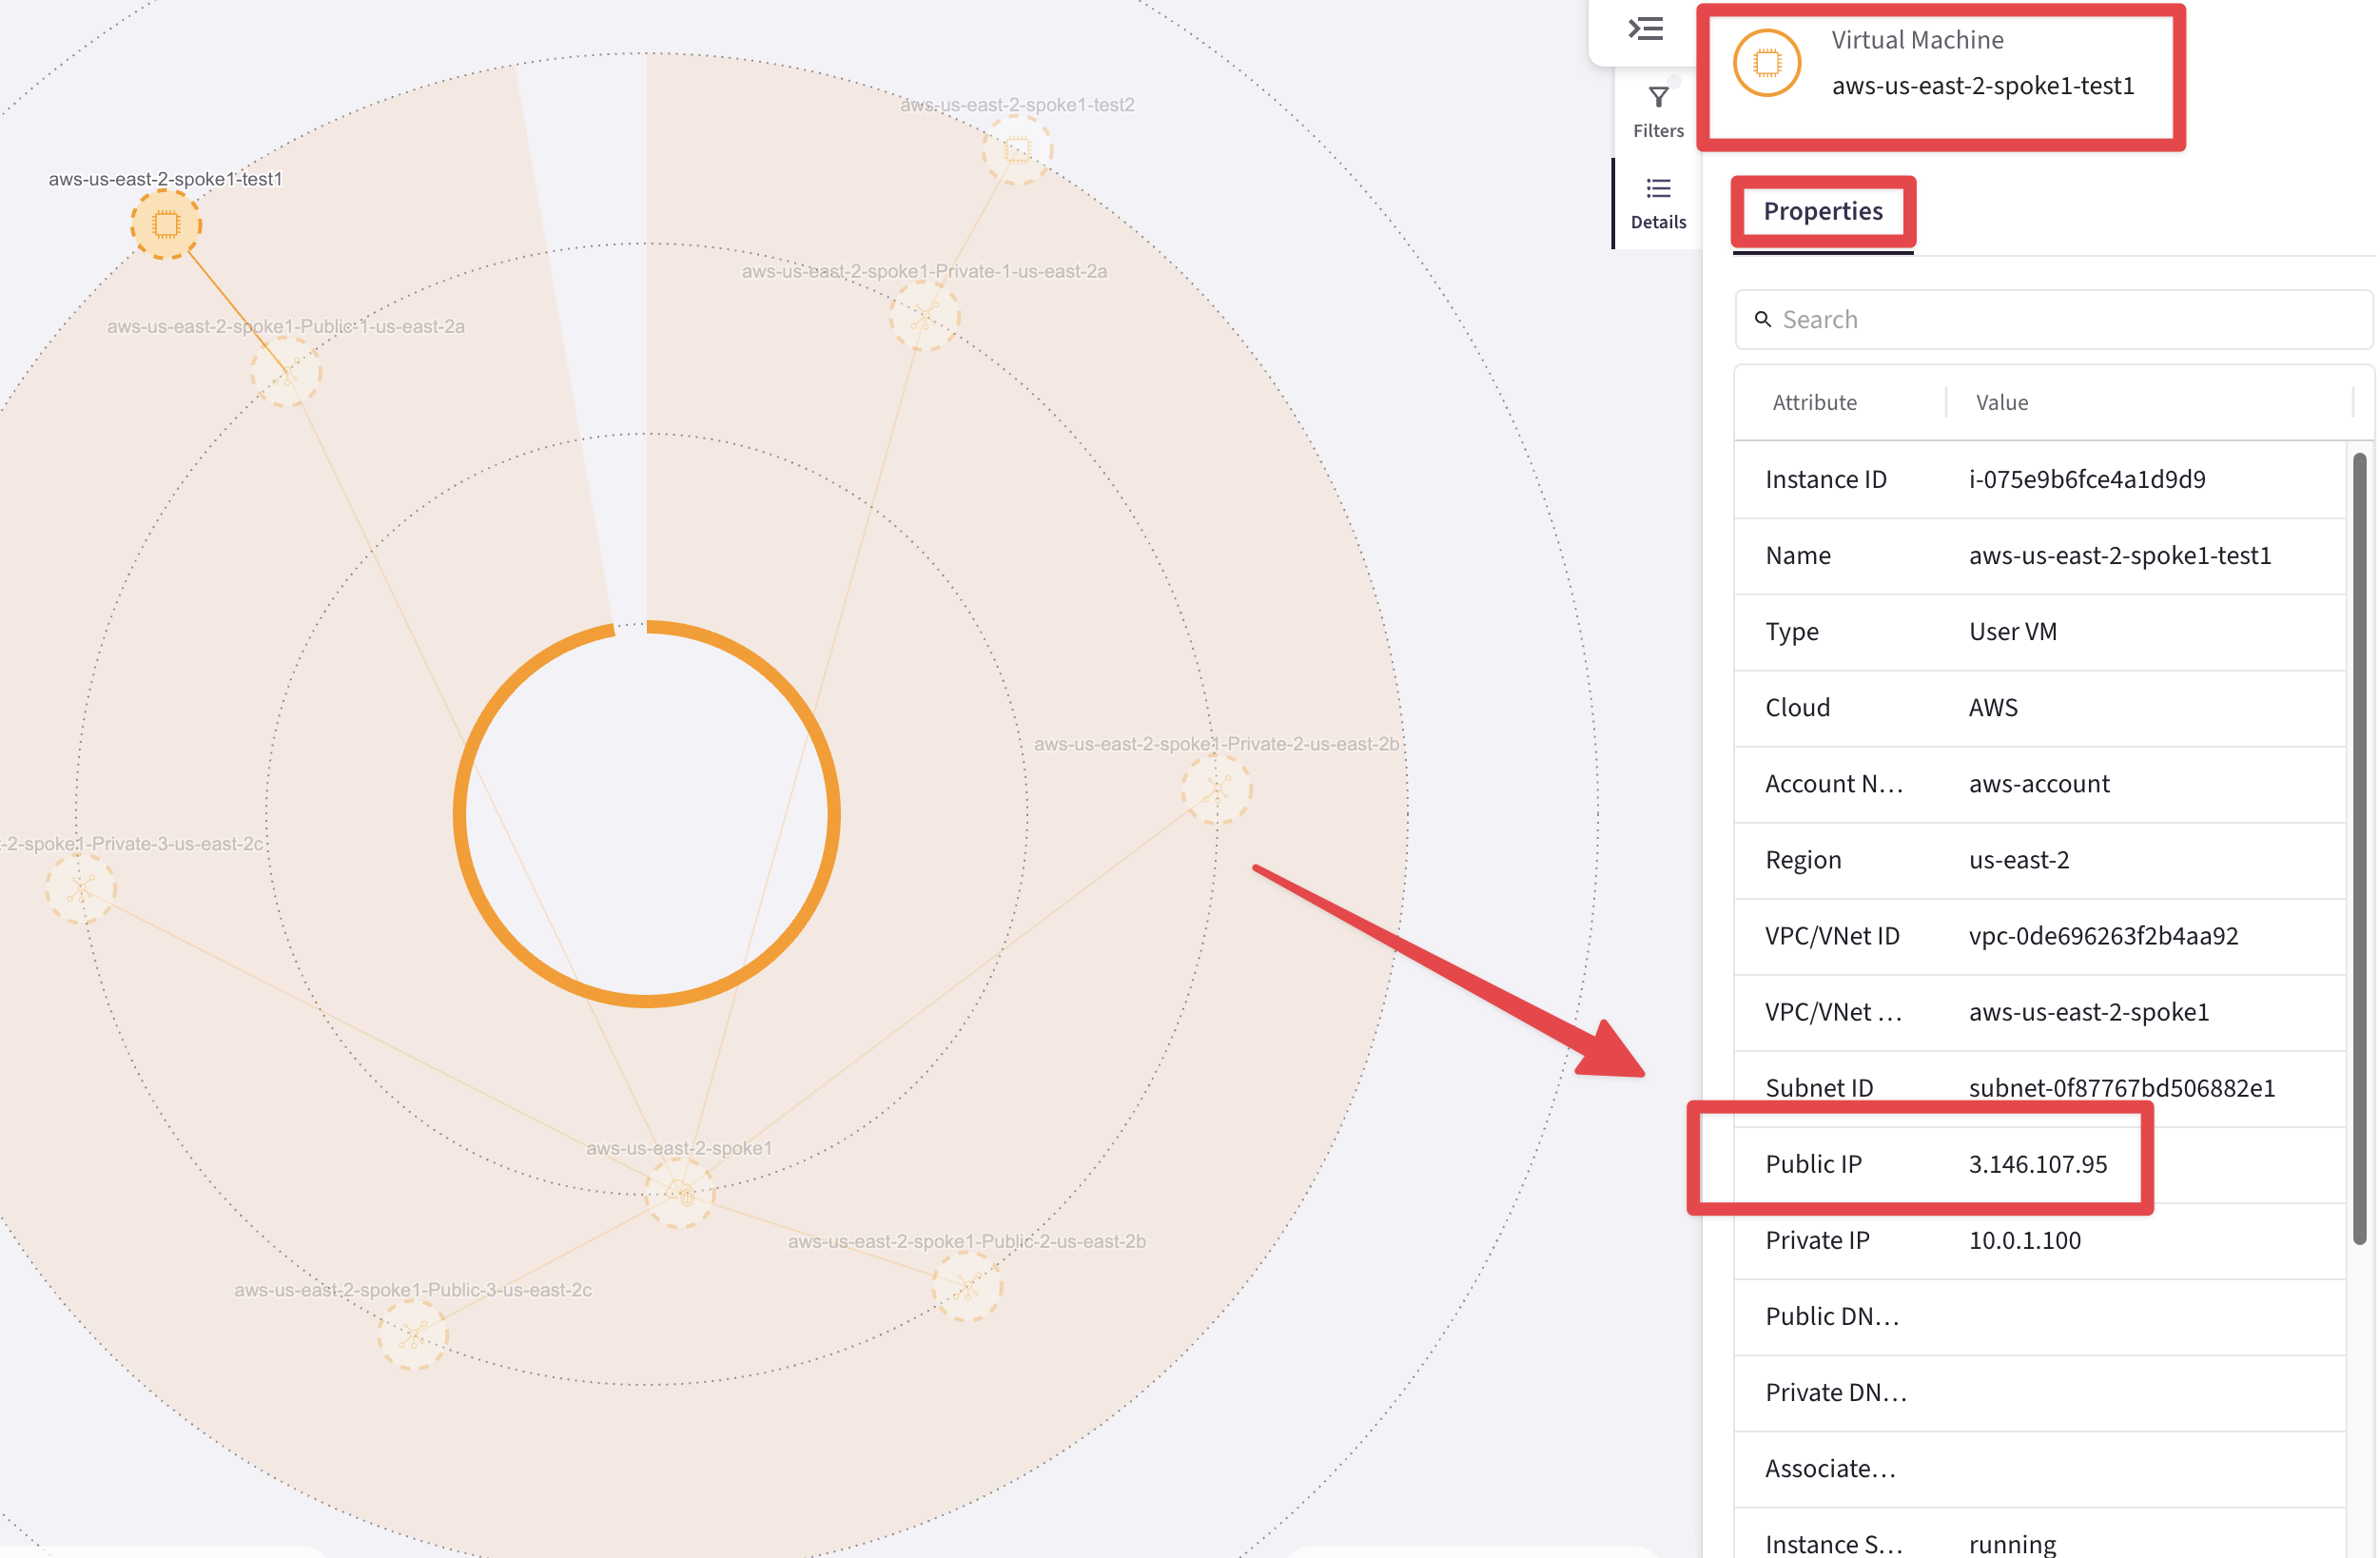 aws-us-east-2-spoke1-test2
aws-us-east-2-spoke1-test1
aws-us-east-2-spoke1-Private-1-us-east-2a
aws-us-east-2-spoke1-Public-1-us-east-2a
aws-us-east-2-spoke1-Private-2-us-east-2b
-2-spoke1-Private-3-us-east-2c
aws-us-east-2-spoke1
aws-us-east-2-spoke1-Public-2-us-east-2b
aws-us-east-2-spoke1-Public-3-us-east-2c
Filters
Details
Virtual Machine
aws-us-east-2-spoke1-test1
Properties
Search
Attribute Value
Instance ID i-075e9b6fce4a1d9d9
Name aws-us-east-2-spoke1-test1
Type User VM
Cloud AWS
Account N... aws-account
Region us-east-2
VPC/VNet ID vpc-0de696263f2b4aa92
VPC/VNet ... aws-us-east-2-spoke1
Subnet ID subnet-0f87767bd506882e1
Public IP 3.146.107.95
Private IP 10.0.1.100
Public DN...
Private DN...
Associate...
Instance S... running